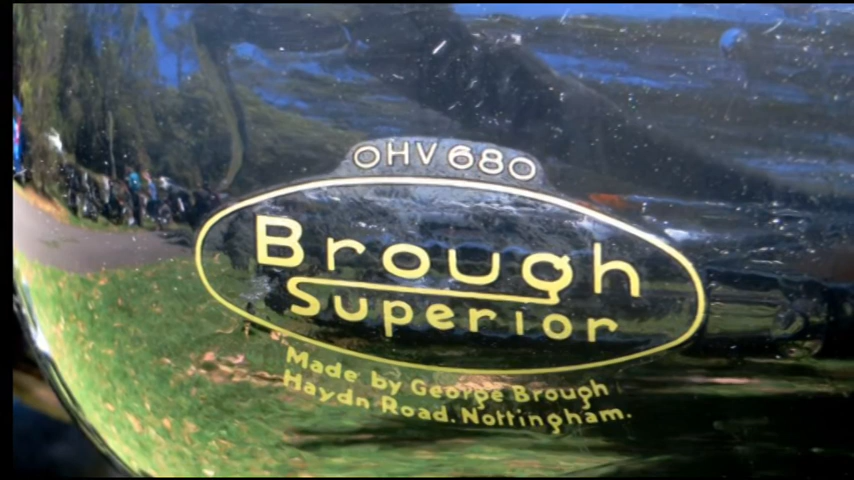 OHV 680
Brough
Superior
Made by George Brough
Haydn Road. Nottingham.